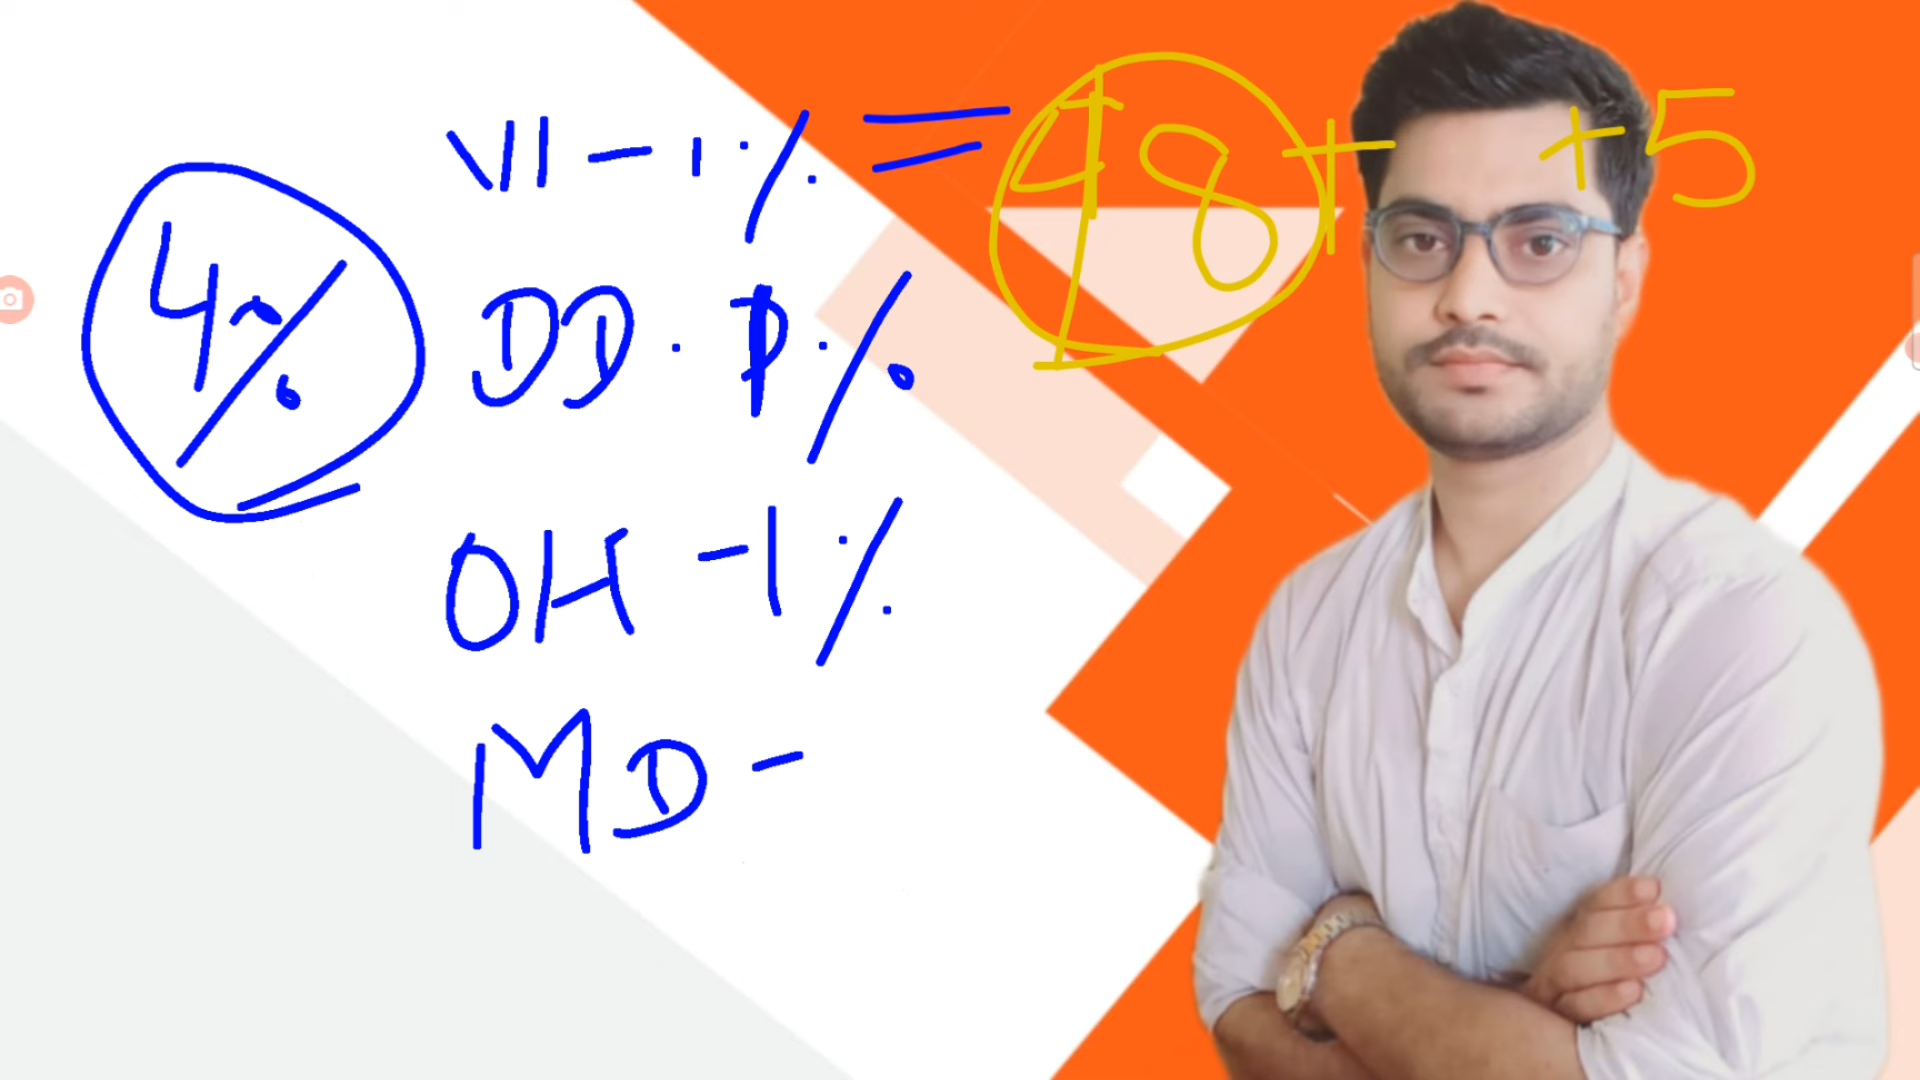 VI - 1% = 48 + +5
4%
DD . 1%
OH - 1%
MD -